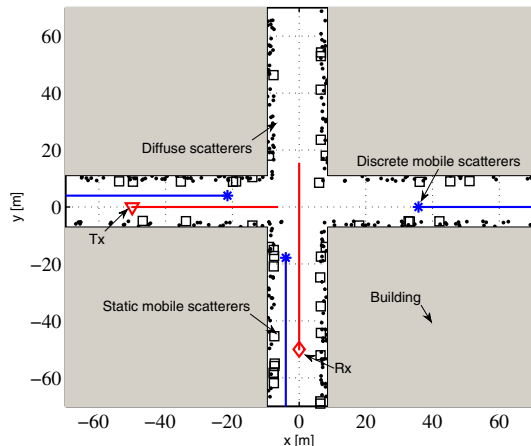 60
40
20
0
−20
−40
−60
y [m]
−60
−40
−20
0
20
40
60
x [m]
Diffuse scatterers
Discrete mobile scatterers
Tx
Static mobile scatterers
Building
Rx